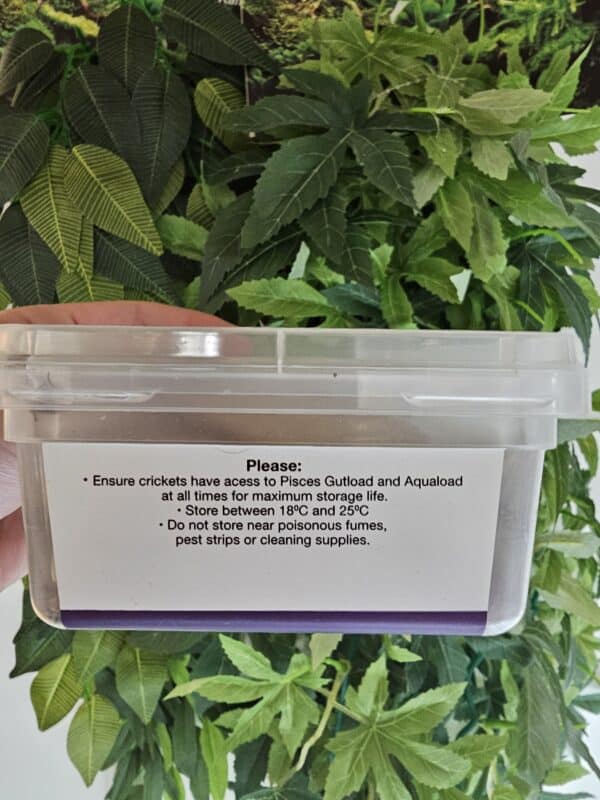 Please:
• Ensure crickets have acess to Pisces Gutload and Aquaload
at all times for maximum storage life.
• Store between 18ºC and 25ºC
• Do not store near poisonous fumes,
pest strips or cleaning supplies.